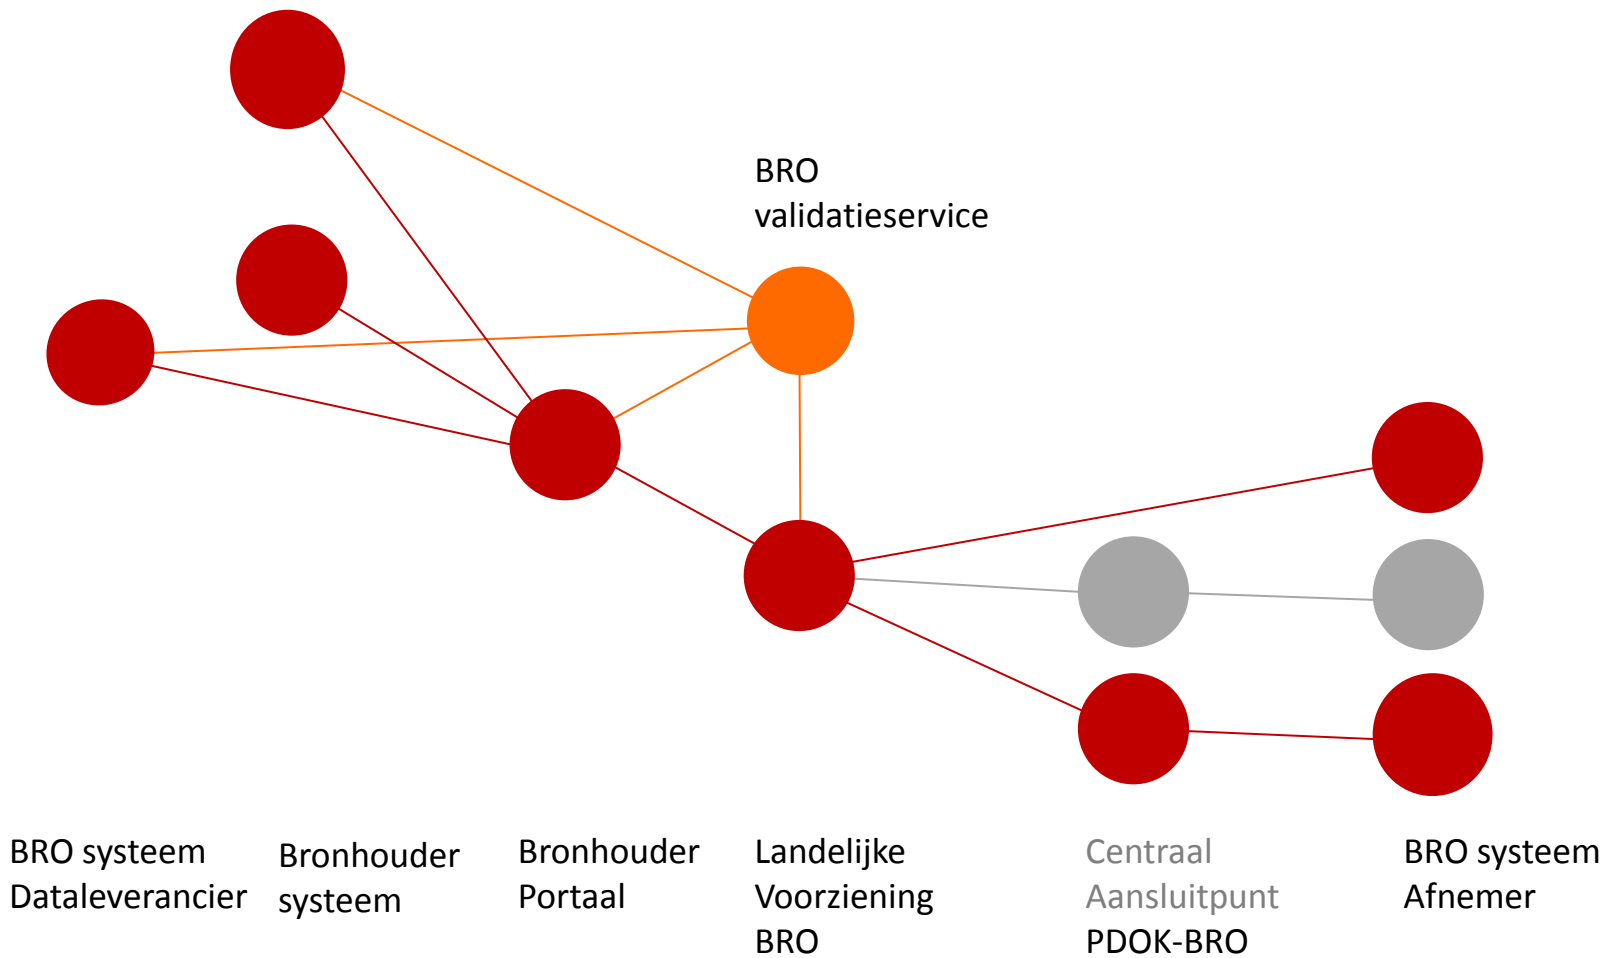 BRO
validatieservice
BRO systeem
Dataleverancier
Bronhouder
systeem
Bronhouder
Portaal
Landelijke
Voorziening
BRO
Centraal
Aansluitpunt
PDOK-BRO
BRO systeem
Afnemer